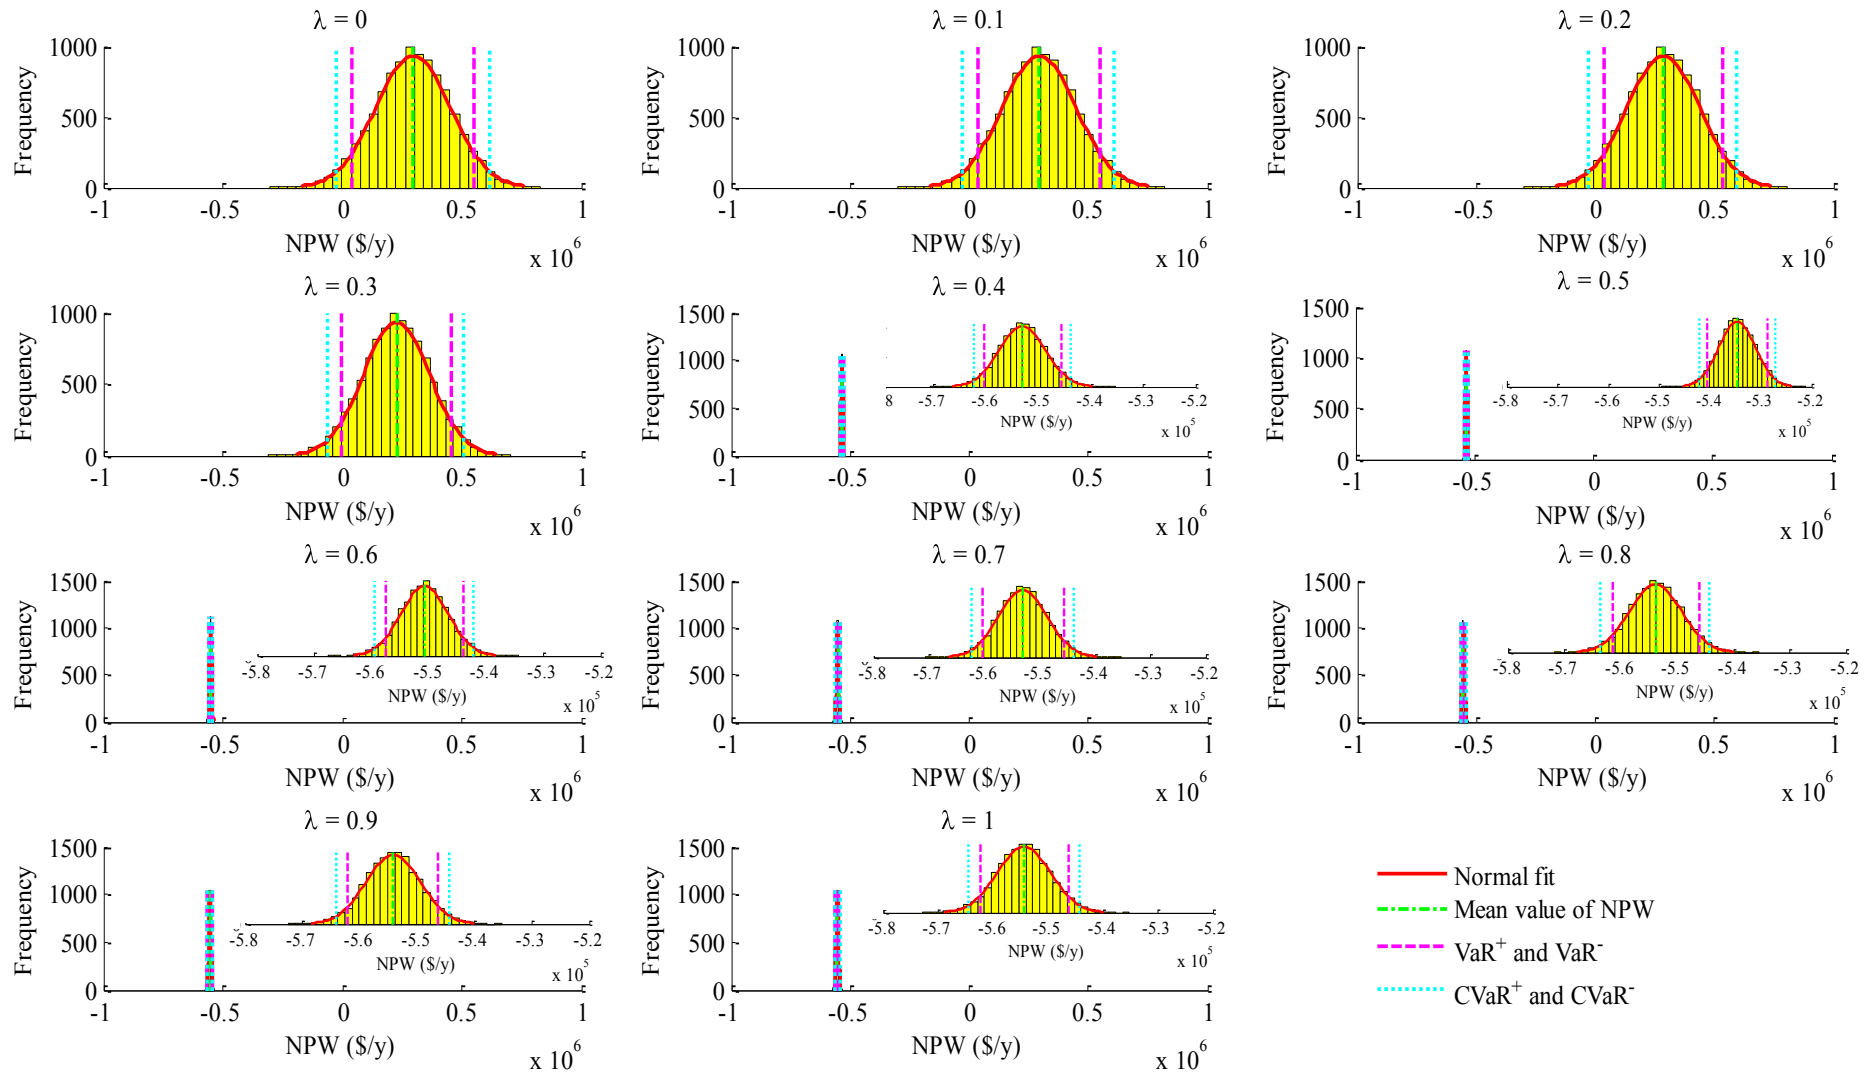 λ = 0
1000
500
0
Frequency
-1 -0.5 0 0.5 1
NPW ($/y)
x 10^6
λ = 0.1
1000
500
0
Frequency
-1 -0.5 0 0.5 1
NPW ($/y)
x 10^6
λ = 0.2
1000
500
0
Frequency
-1 -0.5 0 0.5 1
NPW ($/y)
x 10^6
λ = 0.3
1000
500
0
Frequency
-1 -0.5 0 0.5 1
NPW ($/y)
x 10^6
λ = 0.4
1500
1000
500
0
Frequency
8 -5.7 -5.6 -5.5 -5.4 -5.2
NPW ($/y)
x 10^5
-1 -0.5 0 0.5 1
NPW ($/y)
x 10^6
λ = 0.5
1500
1000
500
0
Frequency
-5.8 -5.7 -5.6 -5.5 -5.4 -5.3 -5.2
NPW ($/y)
x 10^5
-1 -0.5 0 0.5 1
NPW ($/y)
x 10^6
λ = 0.6
1500
1000
500
0
Frequency
-5.8 -5.7 -5.6 -5.5 -5.4 -5.3 -5.2
NPW ($/y)
x 10^5
-1 -0.5 0 0.5 1
NPW ($/y)
x 10^6
λ = 0.7
1500
1000
500
0
Frequency
-5.8 -5.7 -5.6 -5.5 -5.4 -5.3 -5.2
NPW ($/y)
x 10^5
-1 -0.5 0 0.5 1
NPW ($/y)
x 10^6
λ = 0.8
1500
1000
500
0
Frequency
-5.8 -5.7 -5.6 -5.5 -5.4 -5.3 -5.2
NPW ($/y)
x 10^5
-1 -0.5 0 0.5 1
NPW ($/y)
x 10^6
λ = 0.9
1500
1000
500
0
Frequency
-5.8 -5.7 -5.6 -5.5 -5.4 -5.3 -5.2
NPW ($/y)
x 10^5
-1 -0.5 0 0.5 1
NPW ($/y)
x 10^6
λ = 1
1500
1000
500
0
Frequency
-5.8 -5.7 -5.6 -5.5 -5.4 -5.3 -5.2
NPW ($/y)
x 10^5
-1 -0.5 0 0.5 1
NPW ($/y)
x 10^6
Normal fit
Mean value of NPW
VaR^+ and VaR^-
CVaR^+ and CVaR^-